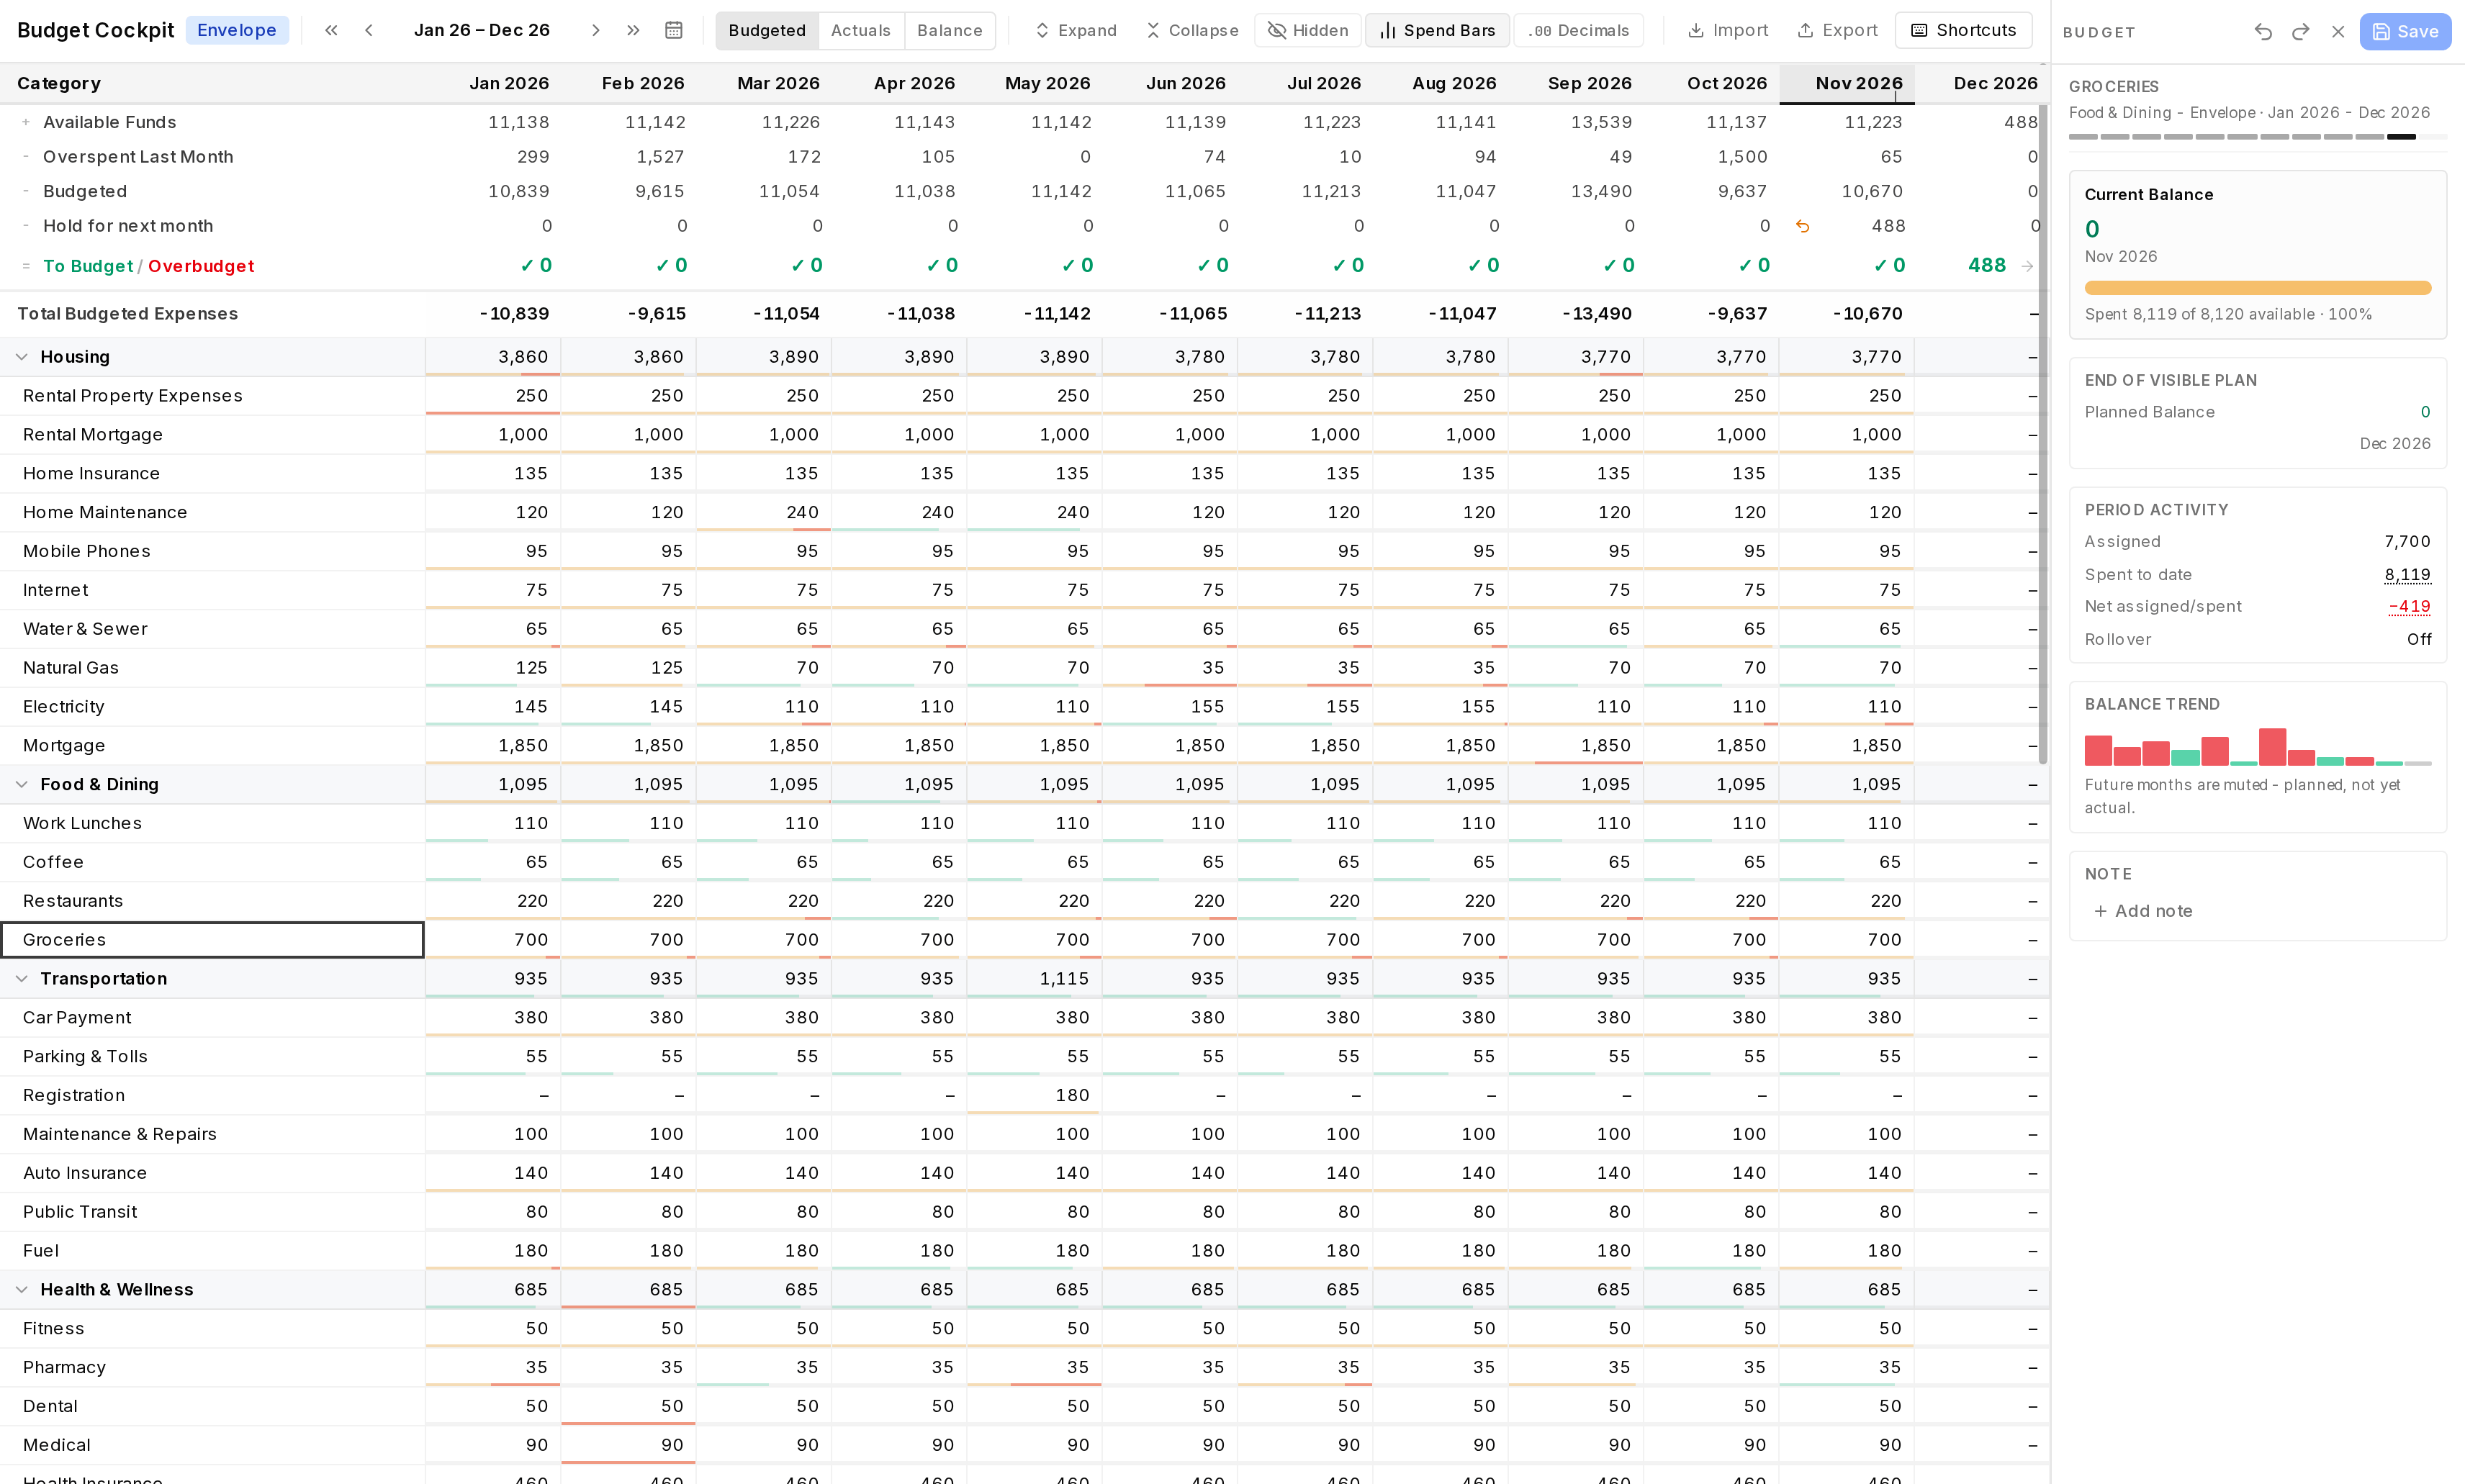 Budget Cockpit Envelope Jan 26 – Dec 26 Budgeted Actuals Balance Expand Collapse Hidden Spend Bars .00 Decimals Import Export Shortcuts
Category Jan 2026 Feb 2026 Mar 2026 Apr 2026 May 2026 Jun 2026 Jul 2026 Aug 2026 Sep 2026 Oct 2026 Nov 2026 Dec 2026
+ Available Funds 11,138 11,142 11,226 11,143 11,142 11,139 11,223 11,141 13,539 11,137 11,223 488
- Overspent Last Month 299 1,527 172 105 0 74 10 94 49 1,500 65 0
- Budgeted 10,839 9,615 11,054 11,038 11,142 11,065 11,213 11,047 13,490 9,637 10,670 0
- Hold for next month 0 0 0 0 0 0 0 0 0 0 488 0
= To Budget / Overbudget ✓ 0 ✓ 0 ✓ 0 ✓ 0 ✓ 0 ✓ 0 ✓ 0 ✓ 0 ✓ 0 ✓ 0 ✓ 0 488 →
Total Budgeted Expenses -10,839 -9,615 -11,054 -11,038 -11,142 -11,065 -11,213 -11,047 -13,490 -9,637 -10,670 –
Housing 3,860 3,860 3,890 3,890 3,890 3,780 3,780 3,780 3,770 3,770 3,770 –
Rental Property Expenses 250 250 250 250 250 250 250 250 250 250 250 –
Rental Mortgage 1,000 1,000 1,000 1,000 1,000 1,000 1,000 1,000 1,000 1,000 1,000 –
Home Insurance 135 135 135 135 135 135 135 135 135 135 135 –
Home Maintenance 120 120 240 240 240 120 120 120 120 120 120 –
Mobile Phones 95 95 95 95 95 95 95 95 95 95 95 –
Internet 75 75 75 75 75 75 75 75 75 75 75 –
Water & Sewer 65 65 65 65 65 65 65 65 65 65 65 –
Natural Gas 125 125 70 70 70 35 35 35 70 70 70 –
Electricity 145 145 110 110 110 155 155 155 110 110 110 –
Mortgage 1,850 1,850 1,850 1,850 1,850 1,850 1,850 1,850 1,850 1,850 1,850 –
Food & Dining 1,095 1,095 1,095 1,095 1,095 1,095 1,095 1,095 1,095 1,095 1,095 –
Work Lunches 110 110 110 110 110 110 110 110 110 110 110 –
Coffee 65 65 65 65 65 65 65 65 65 65 65 –
Restaurants 220 220 220 220 220 220 220 220 220 220 220 –
Groceries 700 700 700 700 700 700 700 700 700 700 700 –
Transportation 935 935 935 935 1,115 935 935 935 935 935 935 –
Car Payment 380 380 380 380 380 380 380 380 380 380 380 –
Parking & Tolls 55 55 55 55 55 55 55 55 55 55 55 –
Registration – – – – 180 – – – – – – –
Maintenance & Repairs 100 100 100 100 100 100 100 100 100 100 100 –
Auto Insurance 140 140 140 140 140 140 140 140 140 140 140 –
Public Transit 80 80 80 80 80 80 80 80 80 80 80 –
Fuel 180 180 180 180 180 180 180 180 180 180 180 –
Health & Wellness 685 685 685 685 685 685 685 685 685 685 685 –
Fitness 50 50 50 50 50 50 50 50 50 50 50 –
Pharmacy 35 35 35 35 35 35 35 35 35 35 35 –
Dental 50 50 50 50 50 50 50 50 50 50 50 –
Medical 90 90 90 90 90 90 90 90 90 90 90 –
Health Insurance 460 460 460 460 460 460 460 460 460 460 460
BUDGET Save
GROCERIES
Food & Dining - Envelope · Jan 2026 - Dec 2026
Current Balance
0
Nov 2026
Spent 8,119 of 8,120 available · 100%
END OF VISIBLE PLAN
Planned Balance 0
Dec 2026
PERIOD ACTIVITY
Assigned 7,700
Spent to date 8,119
Net assigned/spent −419
Rollover Off
BALANCE TREND
Future months are muted - planned, not yet
actual.
NOTE
+ Add note